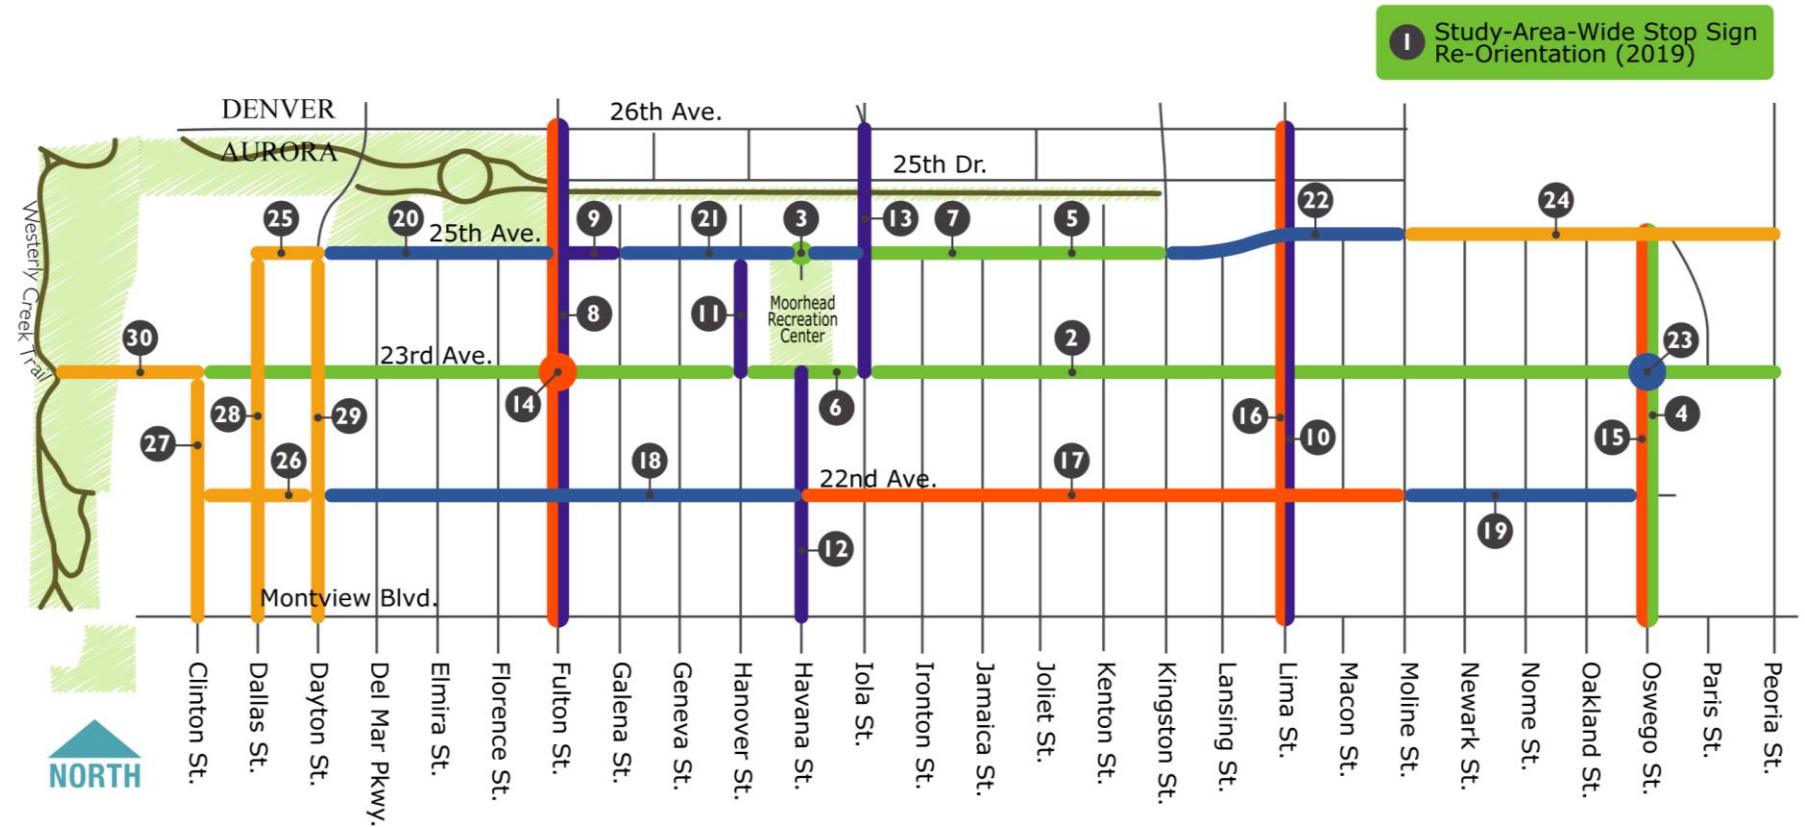 1 Study-Area-Wide Stop Sign
Re-Orientation (2019)
DENVER
26th Ave.
AURORA
25th Dr.
22
24
25
20
9
21
3
13
7
5
25th Ave.
Westerly Creek Trail
8
11
Moorhead
Recreation
Center
30
23rd Ave.
2
23
14
6
28
29
16
4
27
10
15
26
18
17
22nd Ave.
19
12
Montview Blvd.
Clinton St.
Dallas St.
Dayton St.
Del Mar Pkwy.
Elmira St.
Florence St.
Fulton St.
Galena St.
Geneva St.
Hanover St.
Havana St.
Iola St.
Ironton St.
Jamaica St.
Joliet St.
Kenton St.
Kingston St.
Lansing St.
Lima St.
Macon St.
Moline St.
Newark St.
Nome St.
Oakland St.
Oswego St.
Paris St.
Peoria St.
NORTH